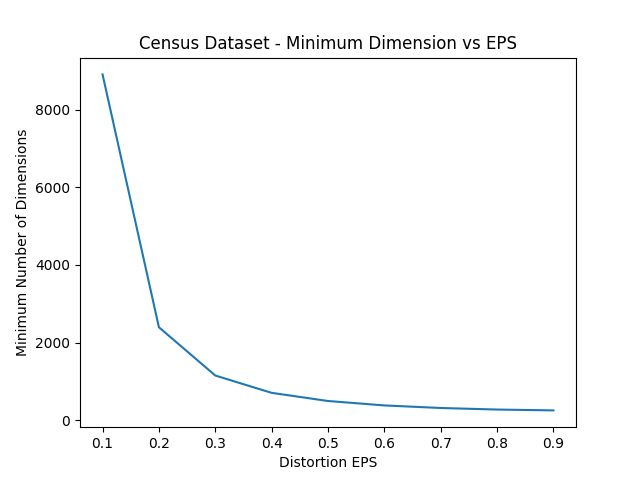 Census Dataset - Minimum Dimension vs EPS
Minimum Number of Dimensions
8000
6000
4000
2000
0
0.1 0.2 0.3 0.4 0.5 0.6 0.7 0.8 0.9
Distortion EPS